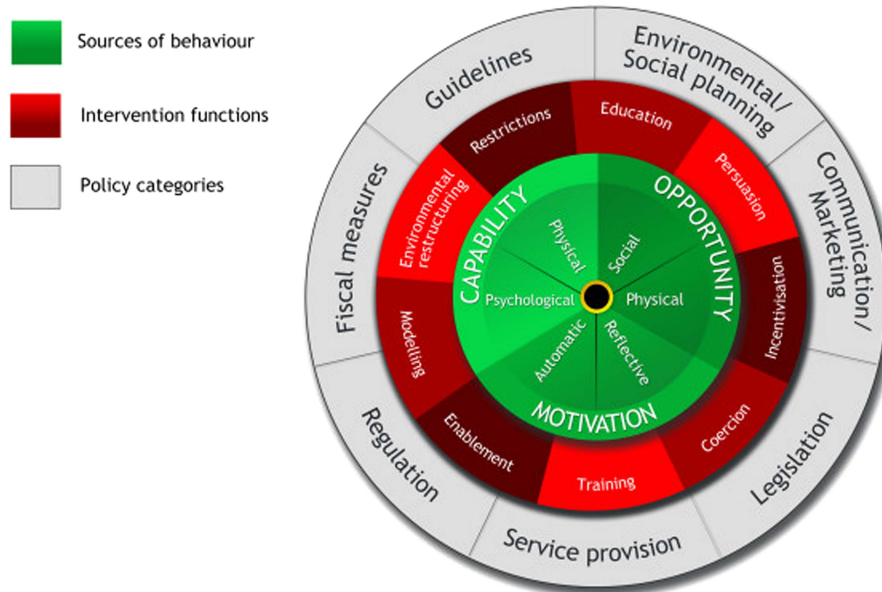 Sources of behaviour
Intervention functions
Policy categories
Guidelines
Environmental/
Social planning
Communication/
Marketing
Legislation
Service provision
Regulation
Fiscal measures
Restrictions
Education
Persuasion
Incentivisation
Coercion
Training
Enablement
Modelling
Environmental
restructuring
CAPABILITY
OPPORTUNITY
MOTIVATION
Physical
Social
Physical
Reflective
Automatic
Psychological